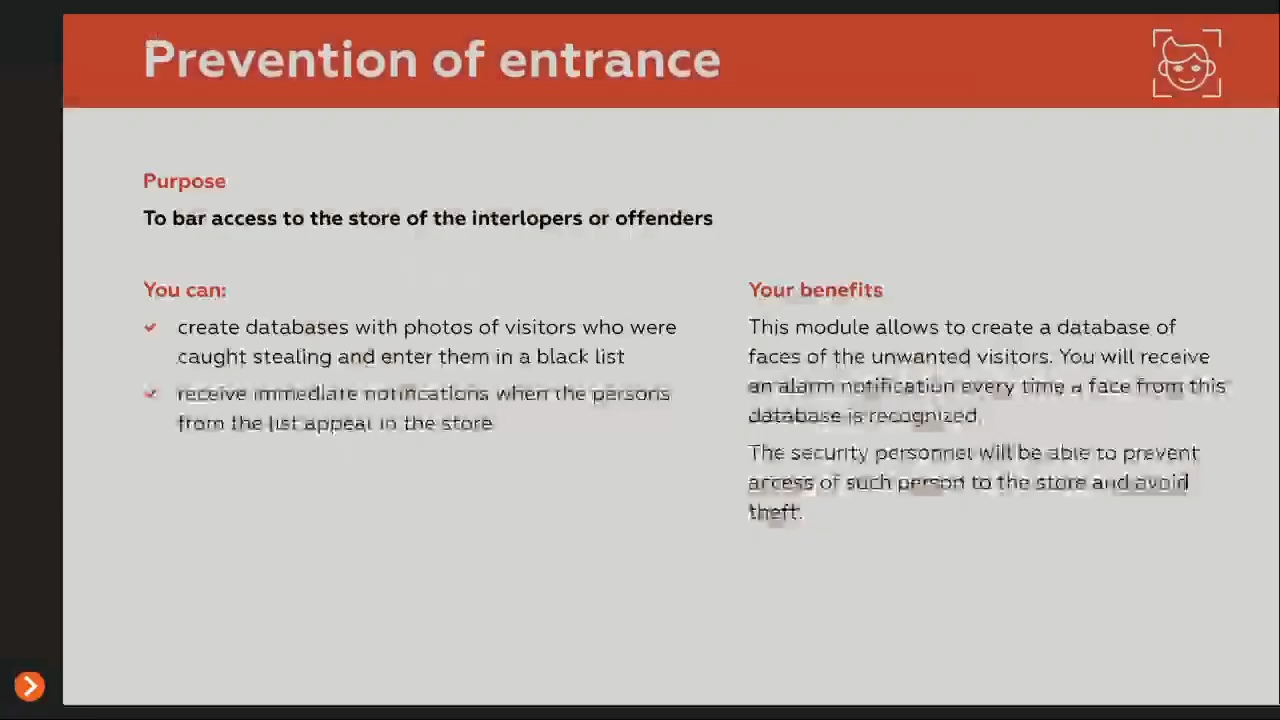 Prevention of entrance
Purpose
To bar access to the store of the interlopers or offenders
You can:
create databases with photos of visitors who were
caught stealing and enter them in a black list
receive immediate notifications when the persons
from the list appear in the store
Your benefits
This module allows to create a database of
faces of the unwanted visitors. You will receive
an alarm notification every time a face from this
database is recognized.
The security personnel will be able to prevent
access of such person to the store and avoid
theft.